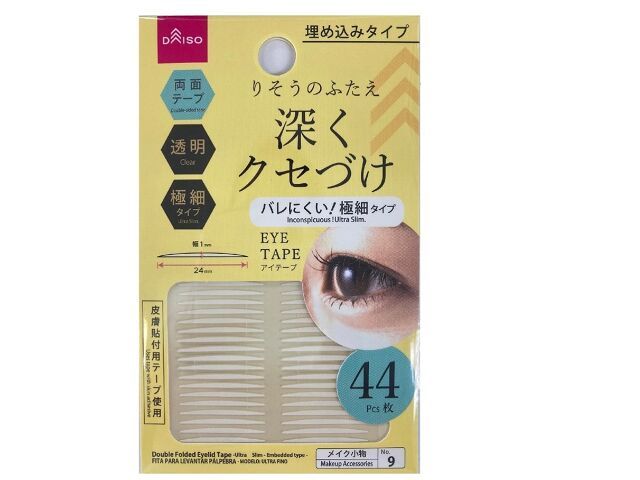 DAISO
埋め込みタイプ
両面
テープ
Double-sided tape
りそうのふたえ
深く
クセづけ
透明
Clear
極細
タイプ
Ultra Slim
バレにくい!極細タイプ
Inconspicuous!Ultra Slim.
幅1mm
24mm
EYE
TAPE
アイテープ
皮膚貼付用テープ使用
44
Pcs 枚
Double Folded Eyelid Tape -Ultra Slim - Embedded type -
FITA PARA LEVANTAR PÁLPEBRA - MODELO: ULTRA FINO
メイク小物
Makeup Accessories
No.
9